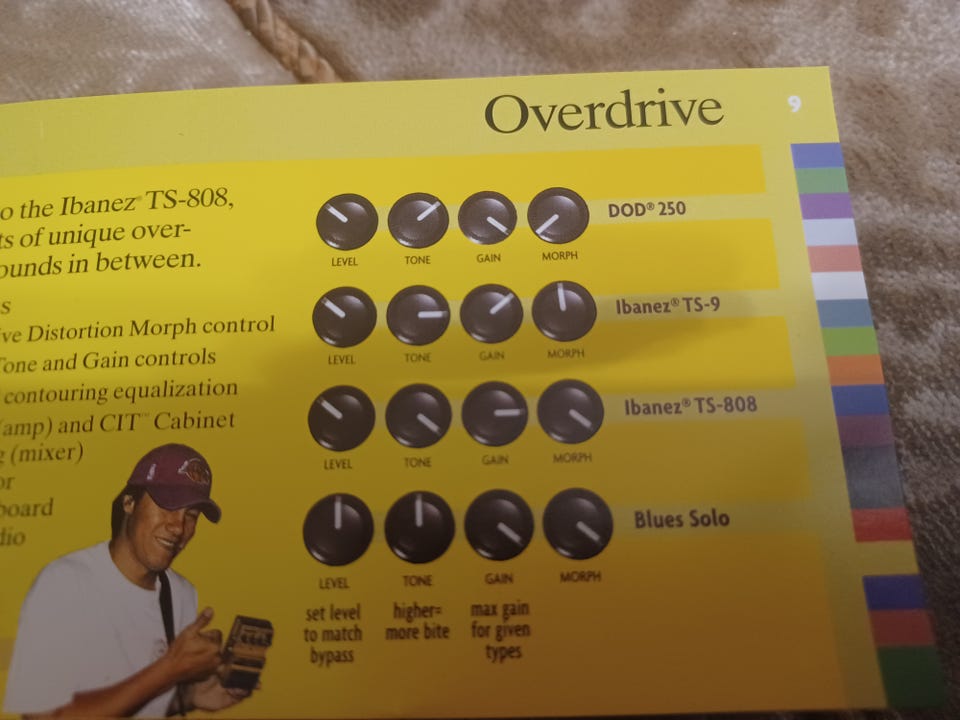 Overdrive
9
o the Ibanez® TS-808,
ts of unique over-
ounds in between.
s
ive Distortion Morph control
Tone and Gain controls
contouring equalization
(amp) and CIT™ Cabinet
g (mixer)
or
board
dio
DOD® 250
LEVEL TONE GAIN MORPH
Ibanez® TS-9
LEVEL TONE GAIN MORPH
Ibanez® TS-808
LEVEL TONE GAIN MORPH
Blues Solo
LEVEL TONE GAIN MORPH
set level
to match
bypass
higher=
more bite
max gain
for given
types